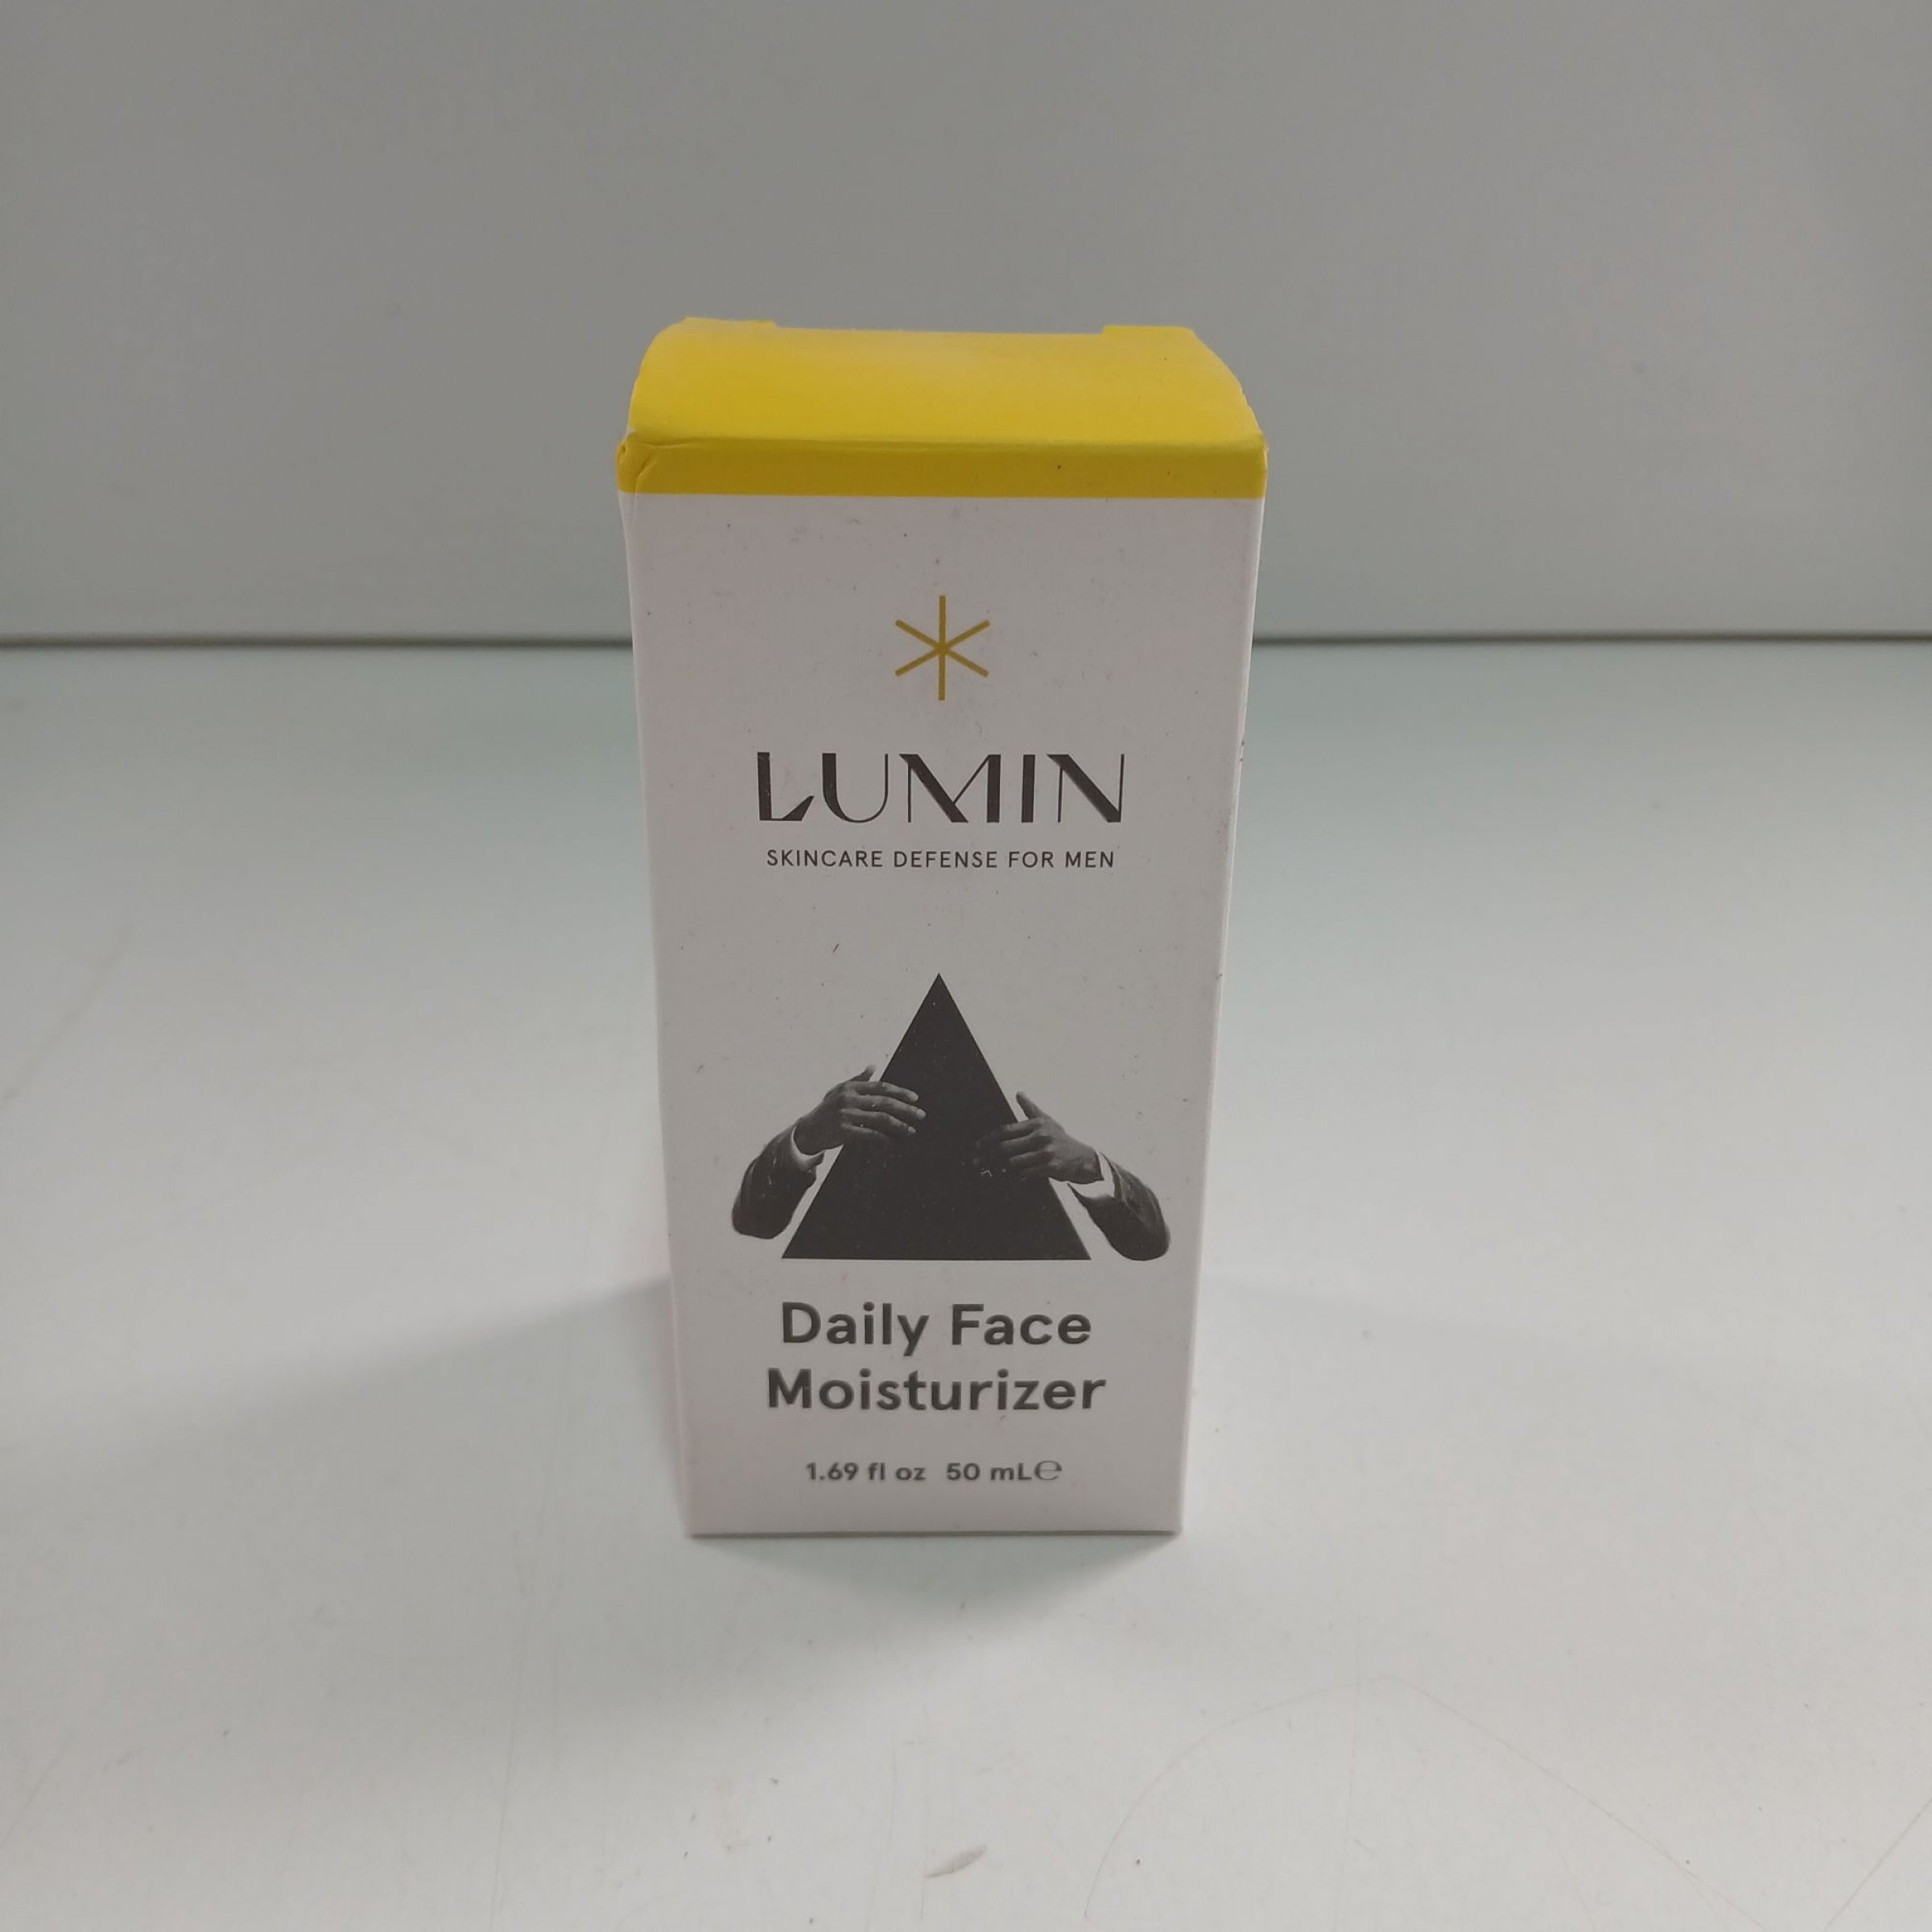 LUMIN
SKINCARE DEFENSE FOR MEN
Daily Face
Moisturizer
1.69 fl oz 50 mL℮